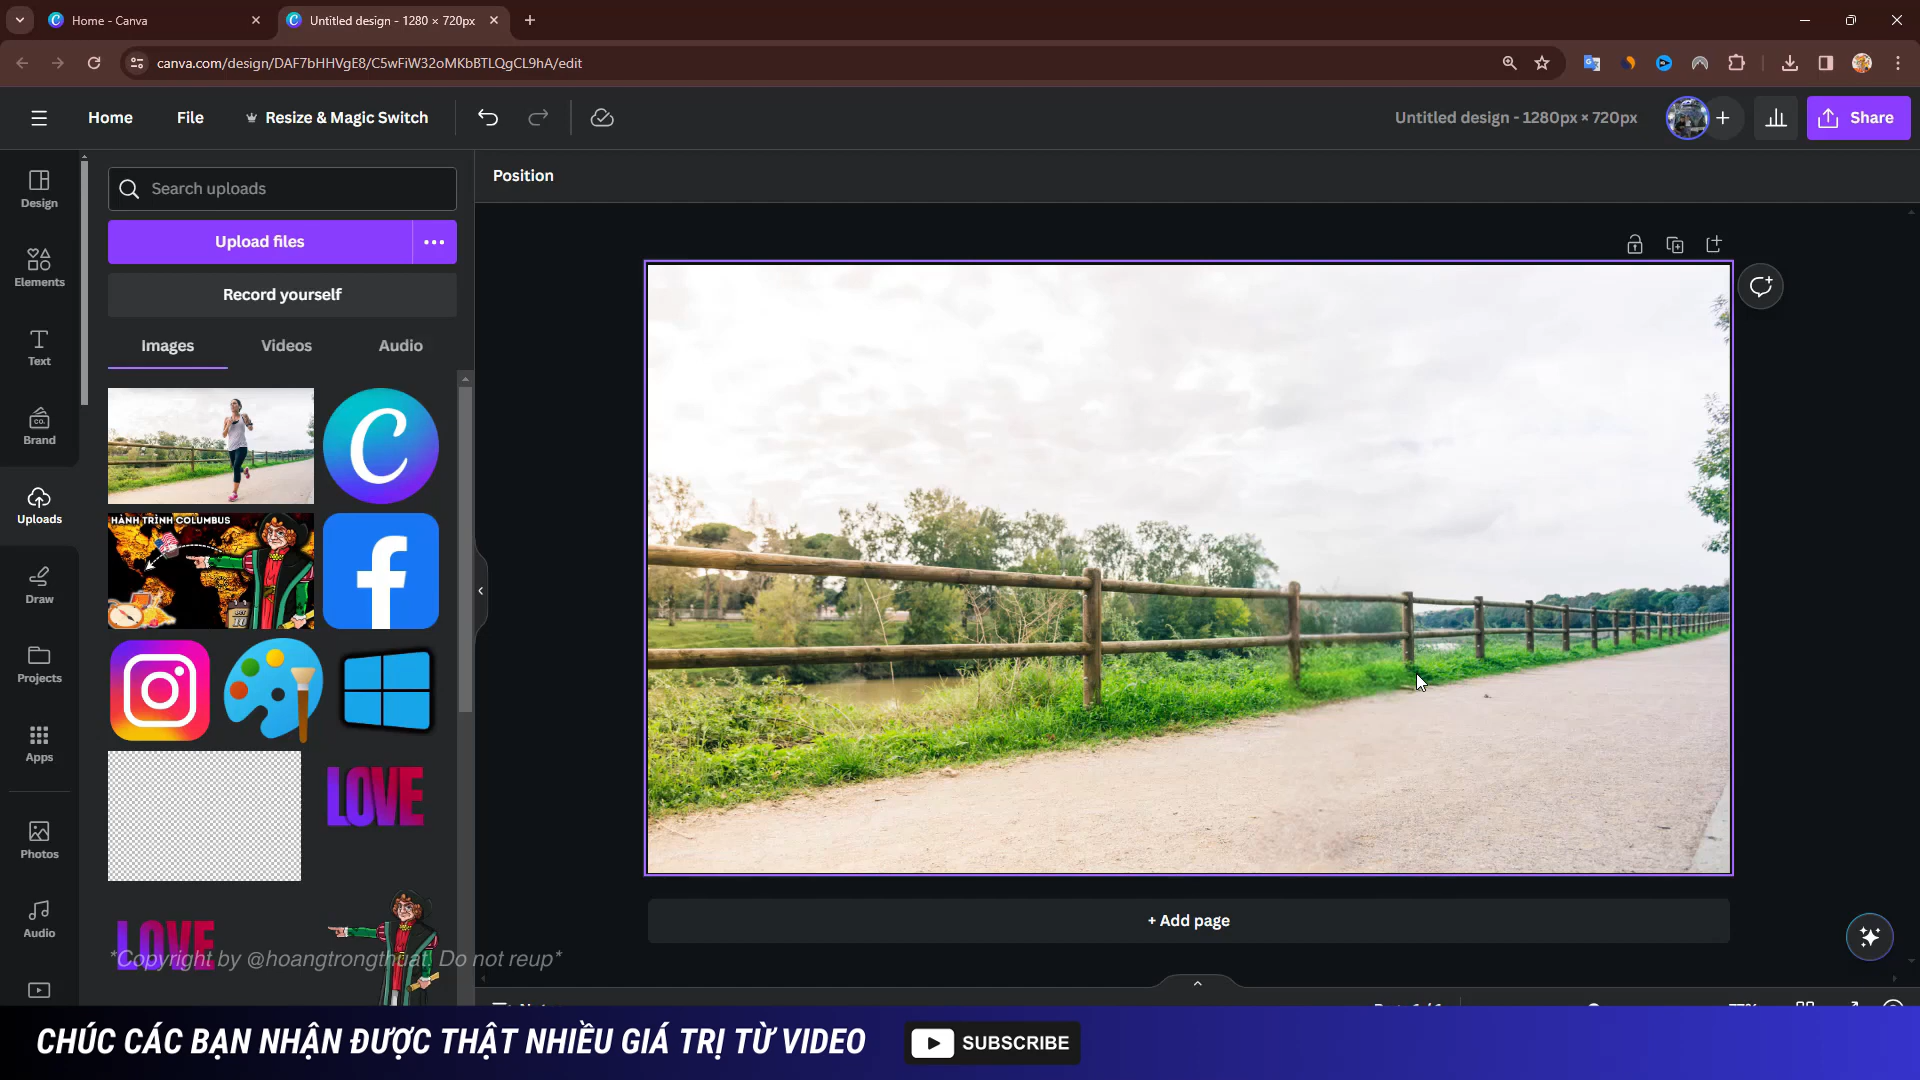 Home - Canva
Untitled design - 1280 × 720px
canva.com/design/DAF7bHHVgE8/C5wFiW32oMKbBTLQgCL9hA/edit
Home
File
Resize & Magic Switch
Untitled design - 1280px × 720px
Share
Design
Elements
Text
Brand
Uploads
Draw
Projects
Apps
Photos
Audio
Search uploads
Upload files
Record yourself
Images
Videos
Audio
HÀNH TRÌNH COLUMBUS
LOVE
LOVE
Position
+ Add page
*Copyright by @hoangtrongthuat. Do not reup*
CHÚC CÁC BẠN NHẬN ĐƯỢC THẬT NHIỀU GIÁ TRỊ TỪ VIDEO
SUBSCRIBE